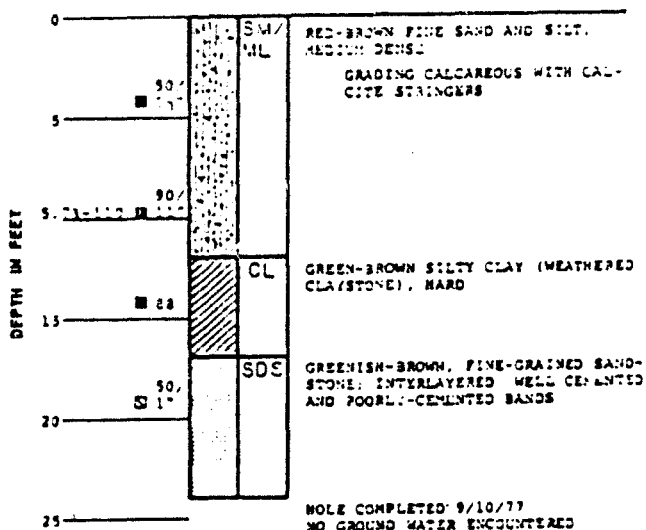 0
SM/
ML
RED-BROWN FINE SAND AND SILT,
MEDIUM DENSE
GRADING CALCAREOUS WITH CAL-
CITE STRINGERS
50/
5
90/
DEPTH IN FEET
CL
GREEN-BROWN SILTY CLAY (WEATHERED
CLAYSTONE), HARD
88
15
SDS
GREENISH-BROWN, FINE-GRAINED SAND-
STONE; INTERLAYERED WELL CEMENTED
AND POORLY-CEMENTED BANDS
50/
1"
20
25
HOLE COMPLETED 9/10/77
NO GROUND WATER ENCOUNTERED